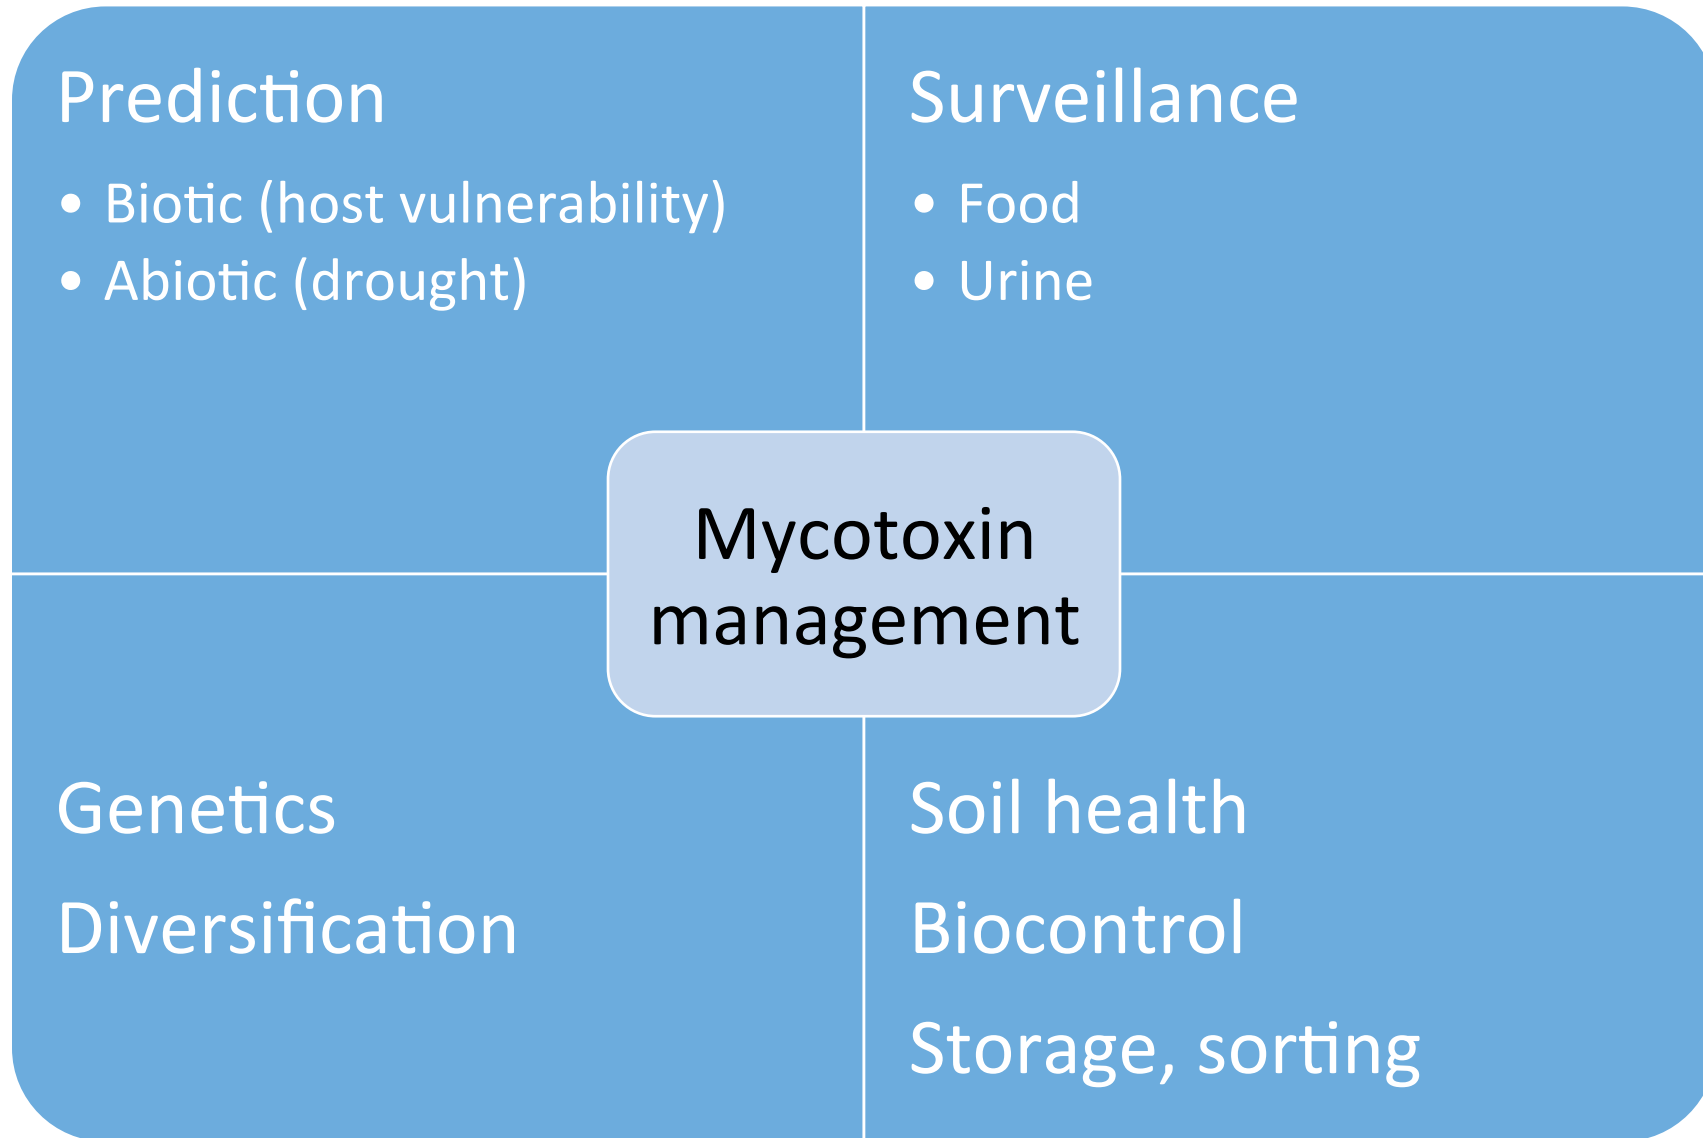 Prediction
• Biotic (host vulnerability)
• Abiotic (drought)
Surveillance
• Food
• Urine
Mycotoxin
management
Genetics
Diversification
Soil health
Biocontrol
Storage, sorting